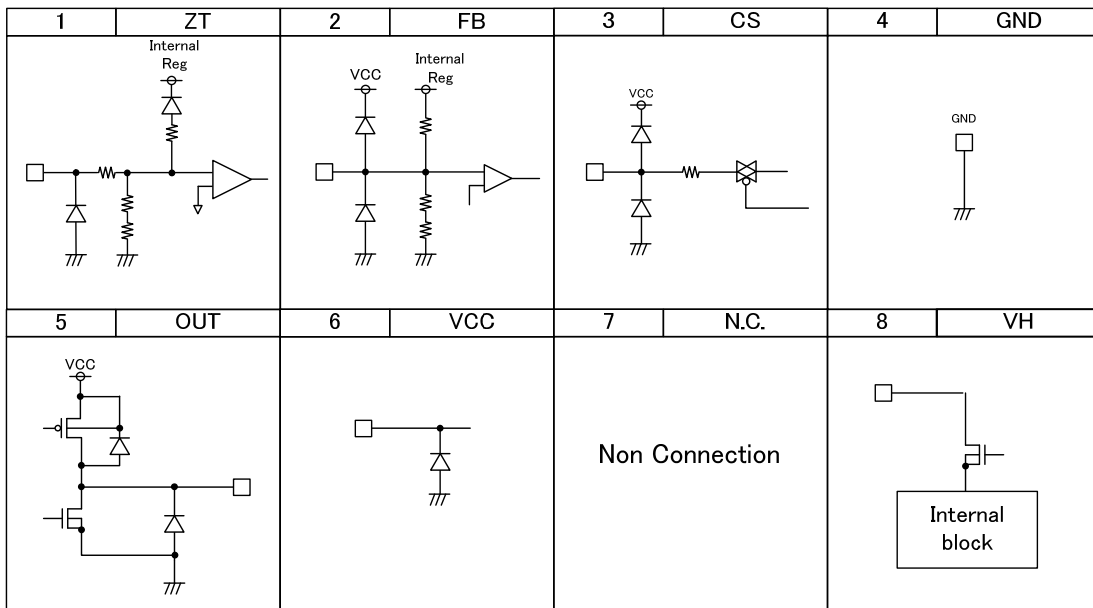 1 ZT 2 FB 3 CS 4 GND
Internal
Reg
VCC
Internal
Reg
VCC
GND
5 OUT 6 VCC 7 N.C. 8 VH
VCC
Non Connection
Internal
block